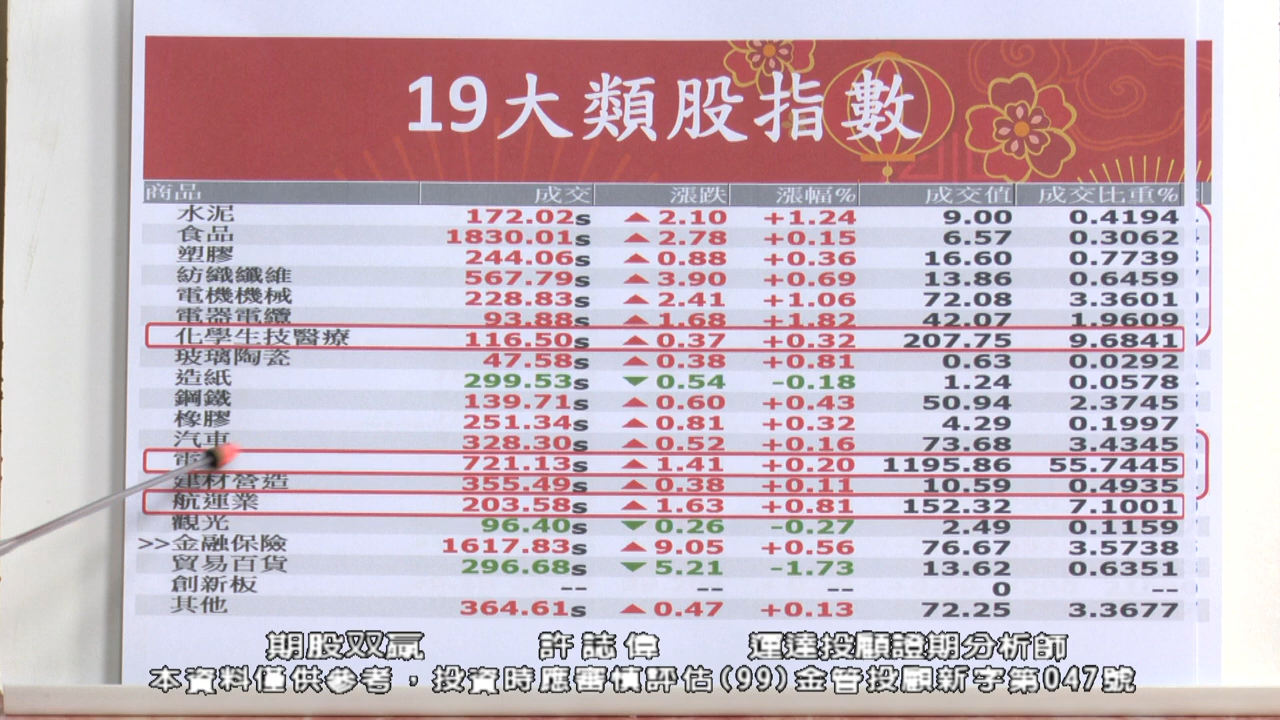 19大類股指數
商品 成交 漲跌 漲幅% 成交值 成交比重%
水泥 172.02s ▲2.10 +1.24 9.00 0.4194
食品 1830.01s ▲2.78 +0.15 6.57 0.3062
塑膠 244.06s ▲0.88 +0.36 16.60 0.7739
紡織纖維 567.79s ▲3.90 +0.69 13.86 0.6459
電機機械 228.83s ▲2.41 +1.06 72.08 3.3601
電器電纜 93.88s ▲1.68 +1.82 42.07 1.9609
化學生技醫療 116.50s ▲0.37 +0.32 207.75 9.6841
玻璃陶瓷 47.58s ▲0.38 +0.81 0.63 0.0292
造紙 299.53s ▼0.54 -0.18 1.24 0.0578
鋼鐵 139.71s ▲0.60 +0.43 50.94 2.3745
橡膠 251.34s ▲0.81 +0.32 4.29 0.1997
汽車 328.30s ▲0.52 +0.16 73.68 3.4345
電 721.13s ▲1.41 +0.20 1195.86 55.7445
建材營造 355.49s ▲0.38 +0.11 10.59 0.4935
航運業 203.58s ▲1.63 +0.81 152.32 7.1001
觀光 96.40s ▼0.26 -0.27 2.49 0.1159
>>金融保險 1617.83s ▲9.05 +0.56 76.67 3.5738
貿易百貨 296.68s ▼5.21 -1.73 13.62 0.6351
創新板 -- -- -- 0 --
其他 364.61s ▲0.47 +0.13 72.25 3.3677
期股双贏 許誌偉 運達投顧證期分析師
本資料僅供參考，投資時應審慎評估(99)金管投顧新字第047號